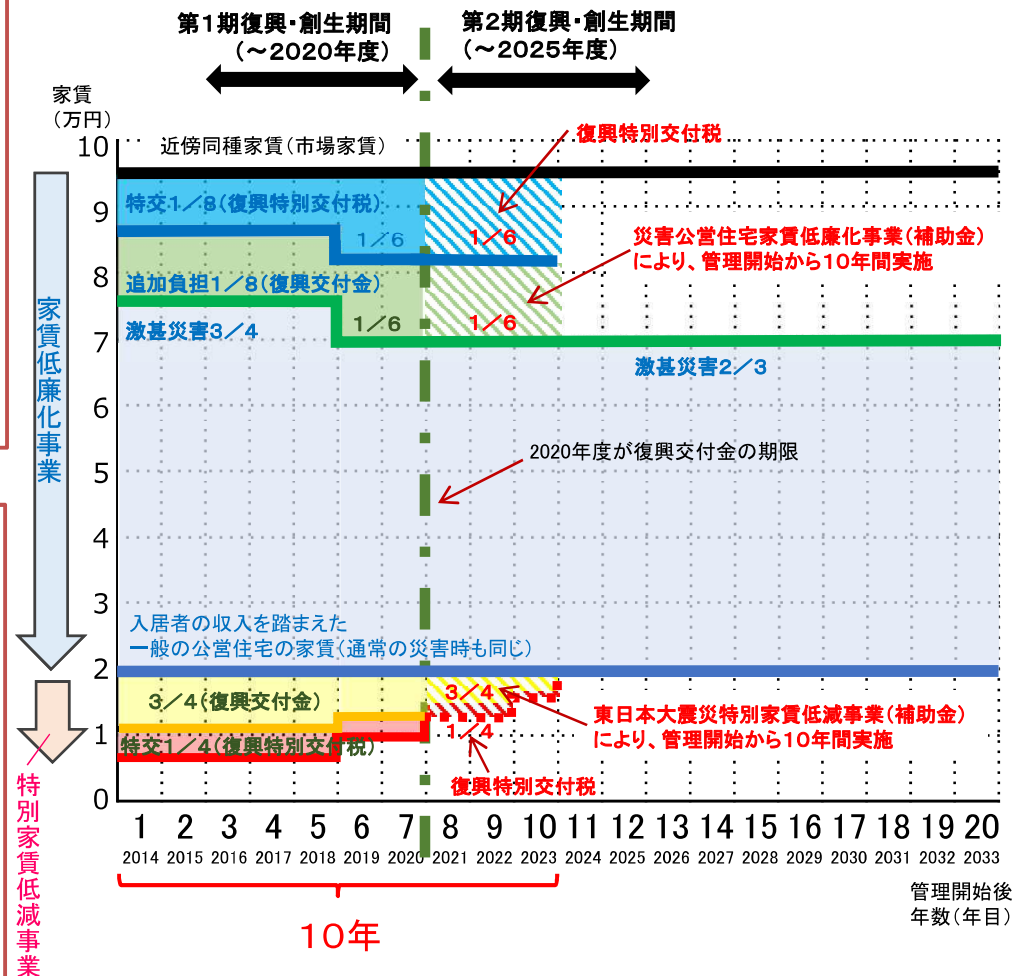 第1期復興・創生期間
（～2020年度）
第2期復興・創生期間
（～2025年度）
家賃
（万円）
10
9
8
7
6
5
4
3
2
1
0
近傍同種家賃（市場家賃）
復興特別交付税
特交1／8（復興特別交付税）
1／6
1／6
災害公営住宅家賃低廉化事業（補助金）
により、管理開始から10年間実施
追加負担1／8（復興交付金）
1／6
1／6
激甚災害3／4
激甚災害2／3
家賃低廉化事業
2020年度が復興交付金の期限
入居者の収入を踏まえた
一般の公営住宅の家賃（通常の災害時も同じ）
3／4（復興交付金）
3／4
特交1／4（復興特別交付税）
1／4
東日本大震災特別家賃低減事業（補助金）
により、管理開始から10年間実施
復興特別交付税
特別家賃低減事業
1 2 3 4 5 6 7 8 9 10 11 12 13 14 15 16 17 18 19 20
2014 2015 2016 2017 2018 2019 2020 2021 2022 2023 2024 2025 2026 2027 2028 2029 2030 2031 2032 2033
管理開始後
年数（年目）
10年